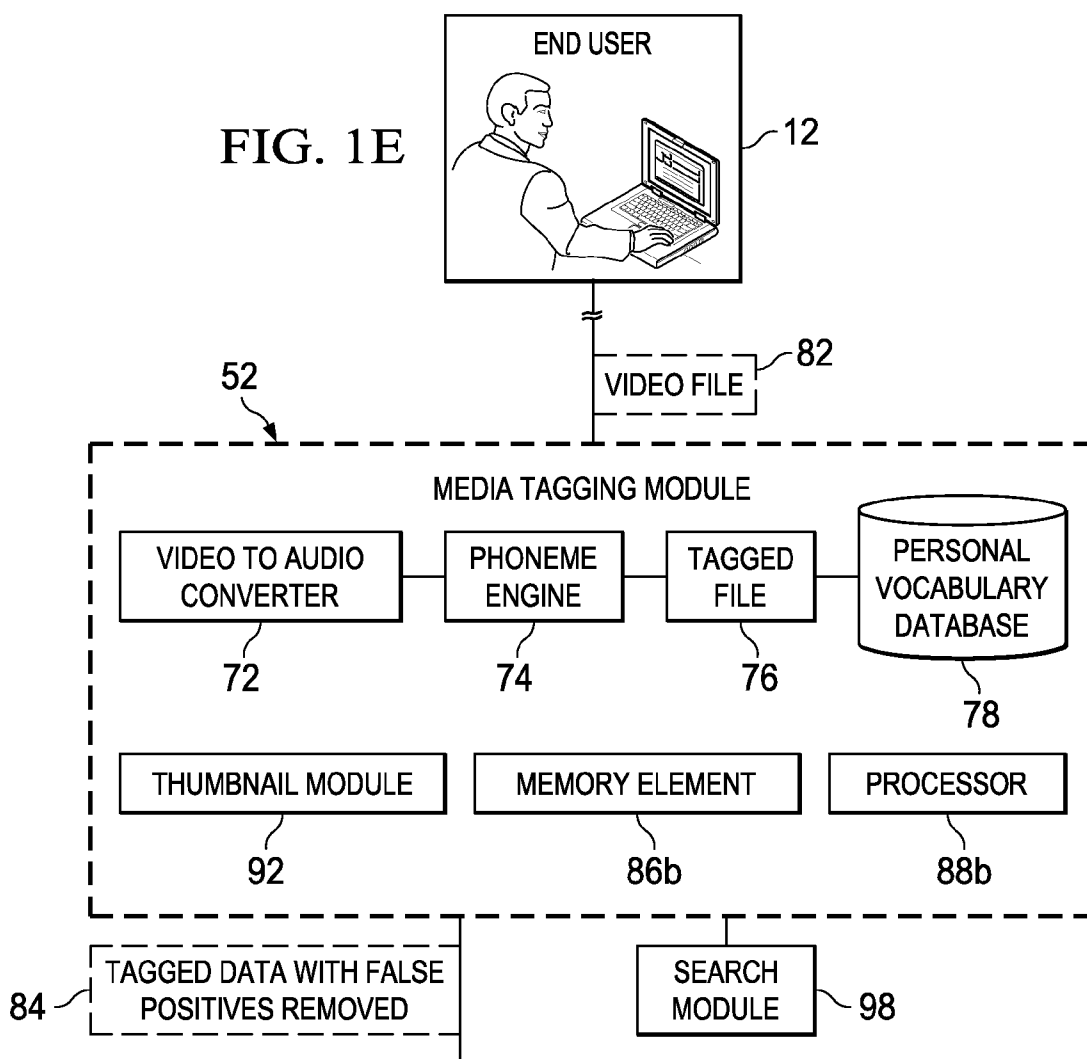 END USER
FIG. 1E
12
82
VIDEO FILE
52
MEDIA TAGGING MODULE
VIDEO TO AUDIO
CONVERTER
72
PHONEME
ENGINE
74
TAGGED
FILE
76
PERSONAL
VOCABULARY
DATABASE
78
THUMBNAIL MODULE
92
MEMORY ELEMENT
86b
PROCESSOR
88b
TAGGED DATA WITH FALSE
POSITIVES REMOVED
84
SEARCH
MODULE
98